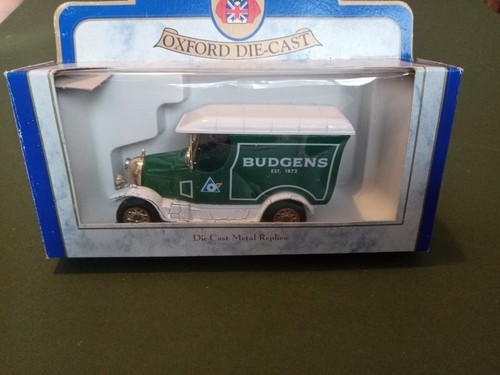 OXFORD DIE-CAST
BUDGENS
EST. 1872
Die-Cast Metal Replica